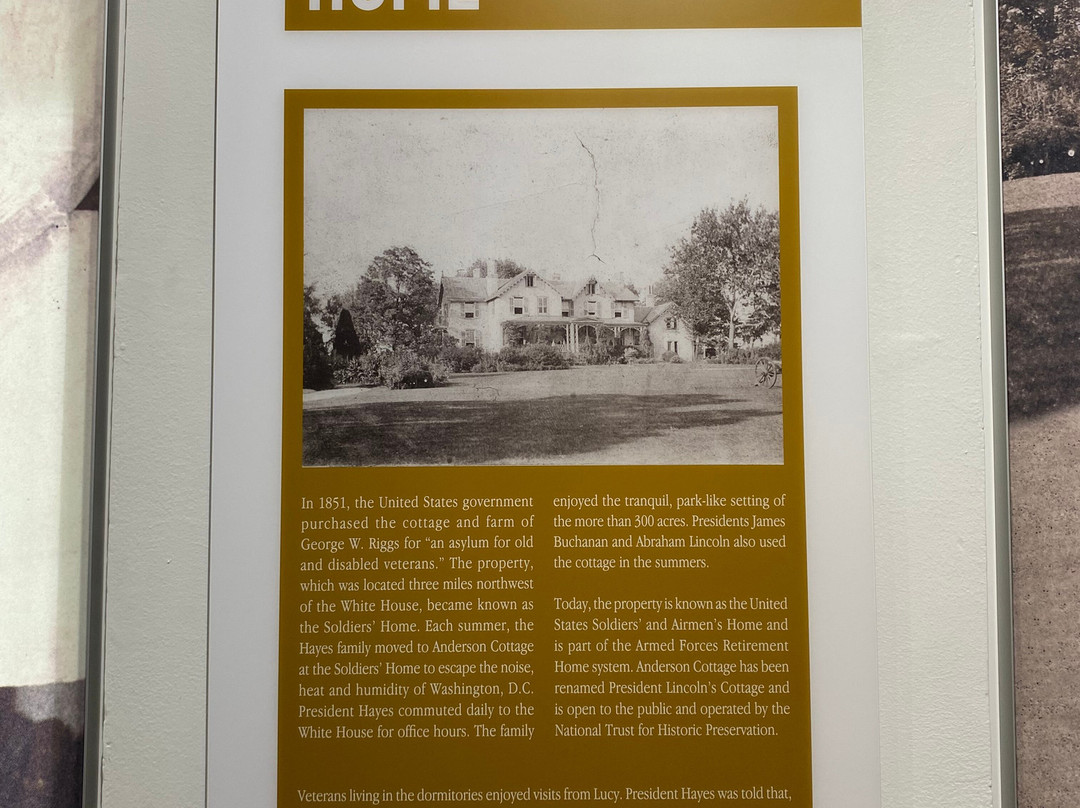 HOME
In 1851, the United States government
purchased the cottage and farm of
George W. Riggs for “an asylum for old
and disabled veterans.” The property,
which was located three miles northwest
of the White House, became known as
the Soldiers’ Home. Each summer, the
Hayes family moved to Anderson Cottage
at the Soldiers’ Home to escape the noise,
heat and humidity of Washington, D.C.
President Hayes commuted daily to the
White House for office hours. The family
enjoyed the tranquil, park-like setting of
the more than 300 acres. Presidents James
Buchanan and Abraham Lincoln also used
the cottage in the summers.
Today, the property is known as the United
States Soldiers’ and Airmen’s Home and
is part of the Armed Forces Retirement
Home system. Anderson Cottage has been
renamed President Lincoln’s Cottage and
is open to the public and operated by the
National Trust for Historic Preservation.
Veterans living in the dormitories enjoyed visits from Lucy. President Hayes was told that,